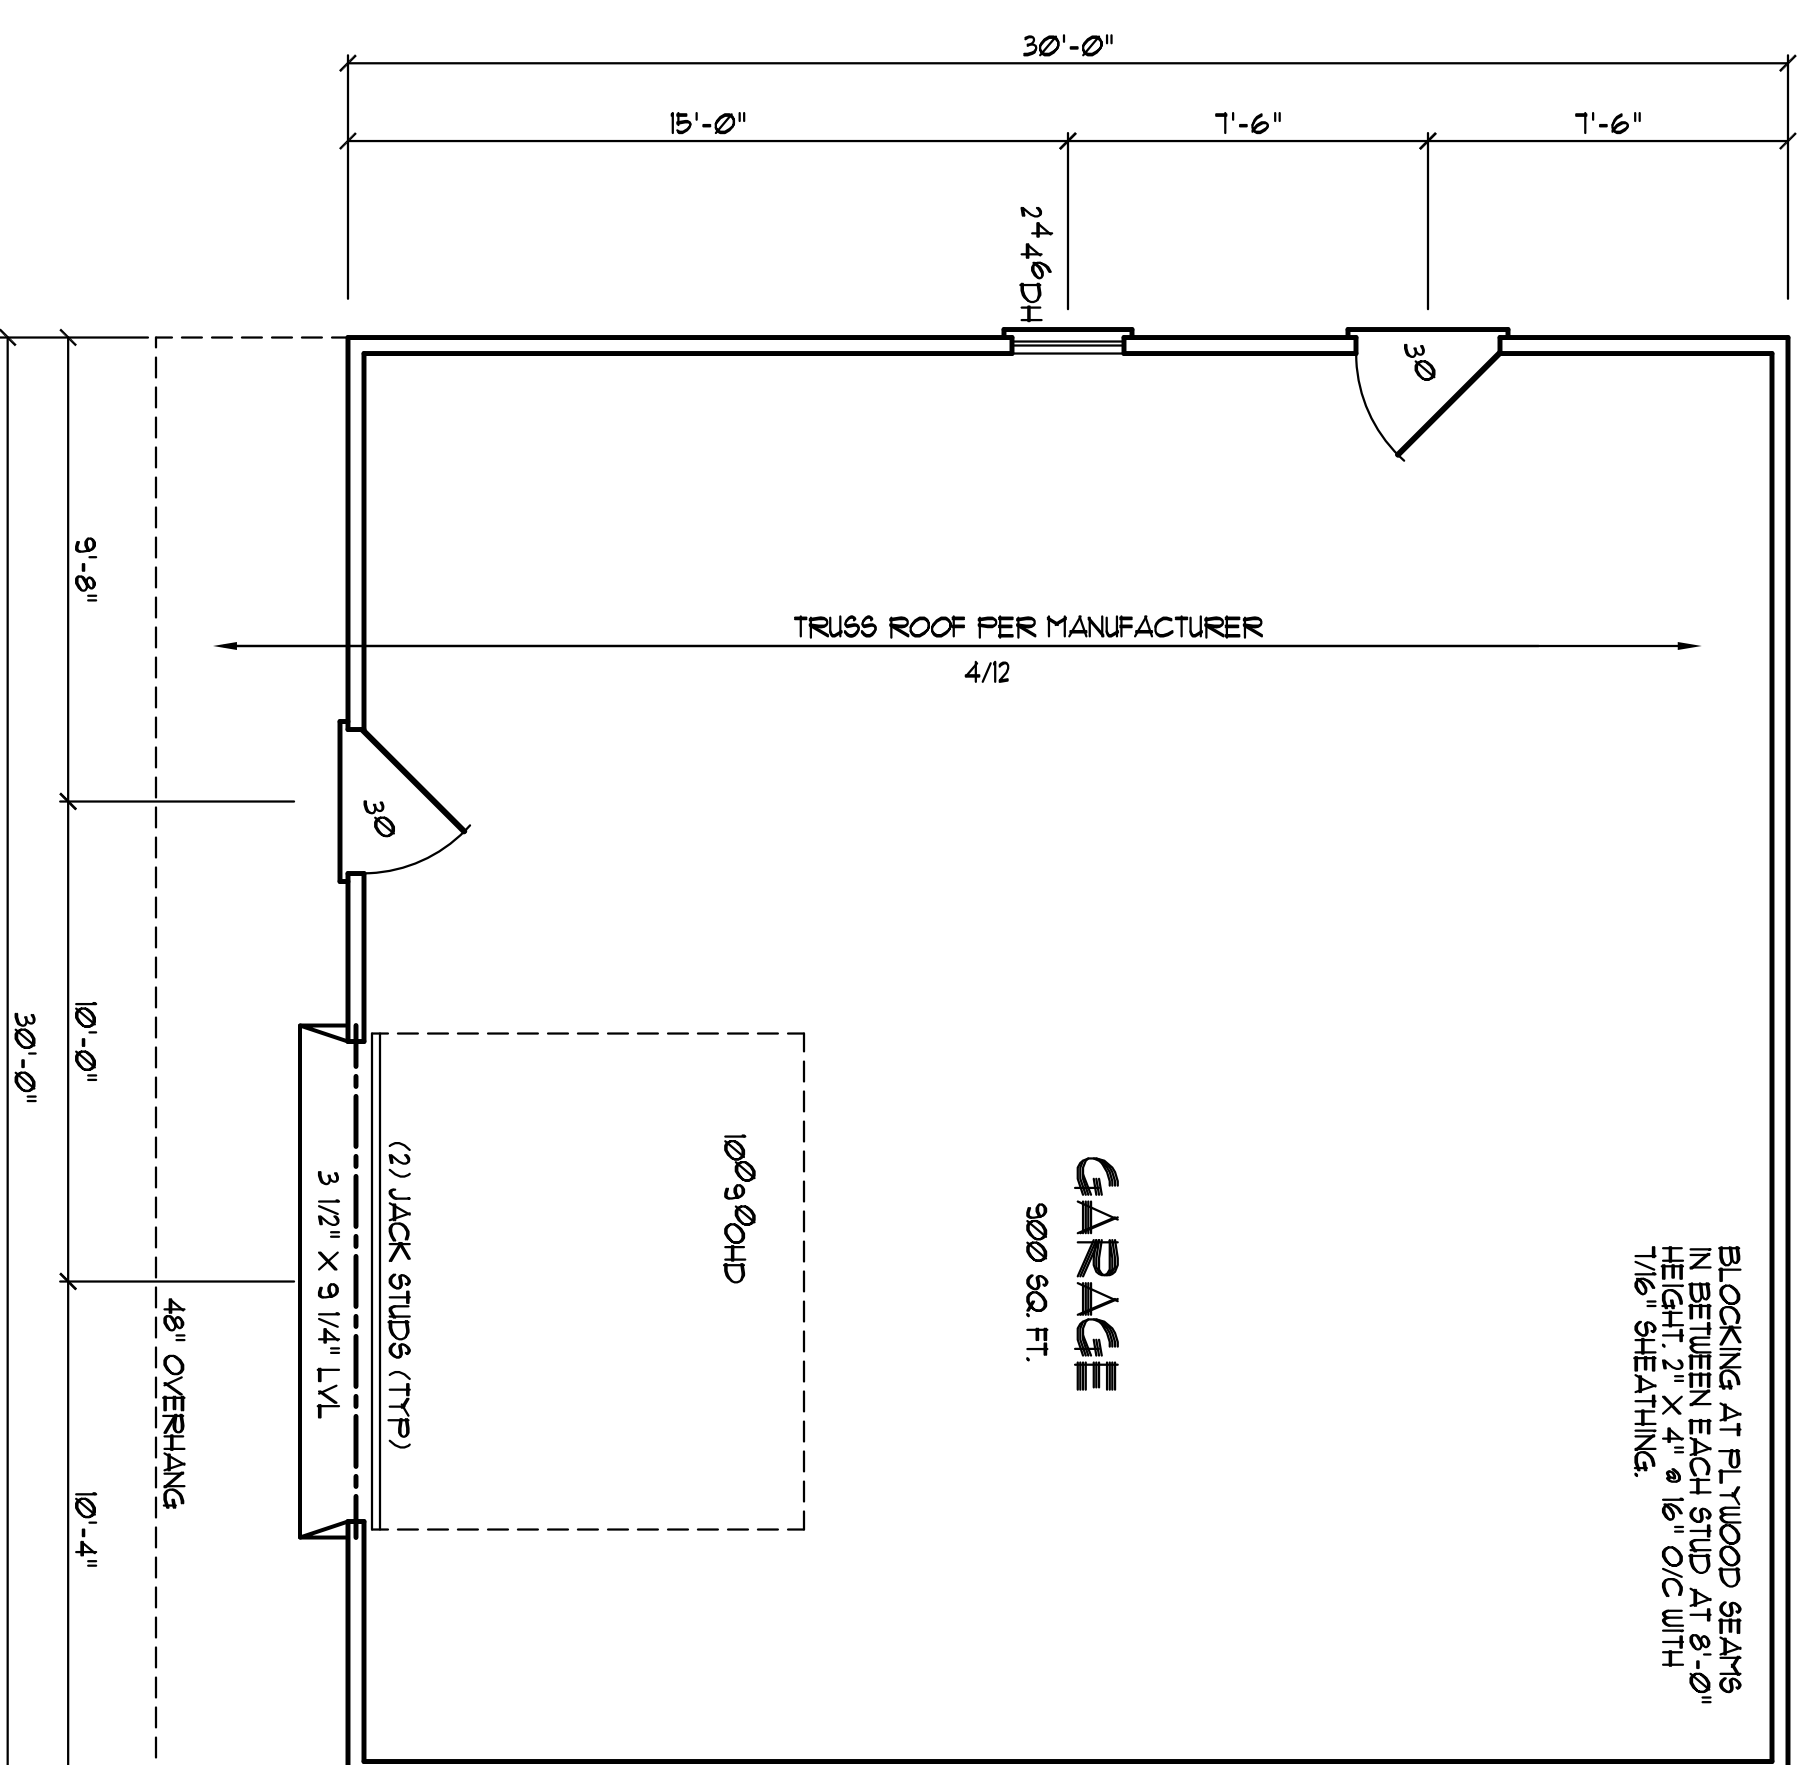 30'-0"
15'-0"
7'-6"
7'-6"
2446DH
30
TRUSS ROOF PER MANUFACTURER
4/12
9'-8"
30
10'-0"
30'-0"
10'-4"
48" OVERHANG
3 1/2" X 9 1/4" LVL
(2) JACK STUDS (TYP)
10090OHD
GARAGE
900 SQ. FT.
BLOCKING AT PLYWOOD SEAMS
IN BETWEEN EACH STUD AT 8'-0"
HEIGHT. 2" X 4" @ 16" O/C WITH
7/16" SHEATHING.